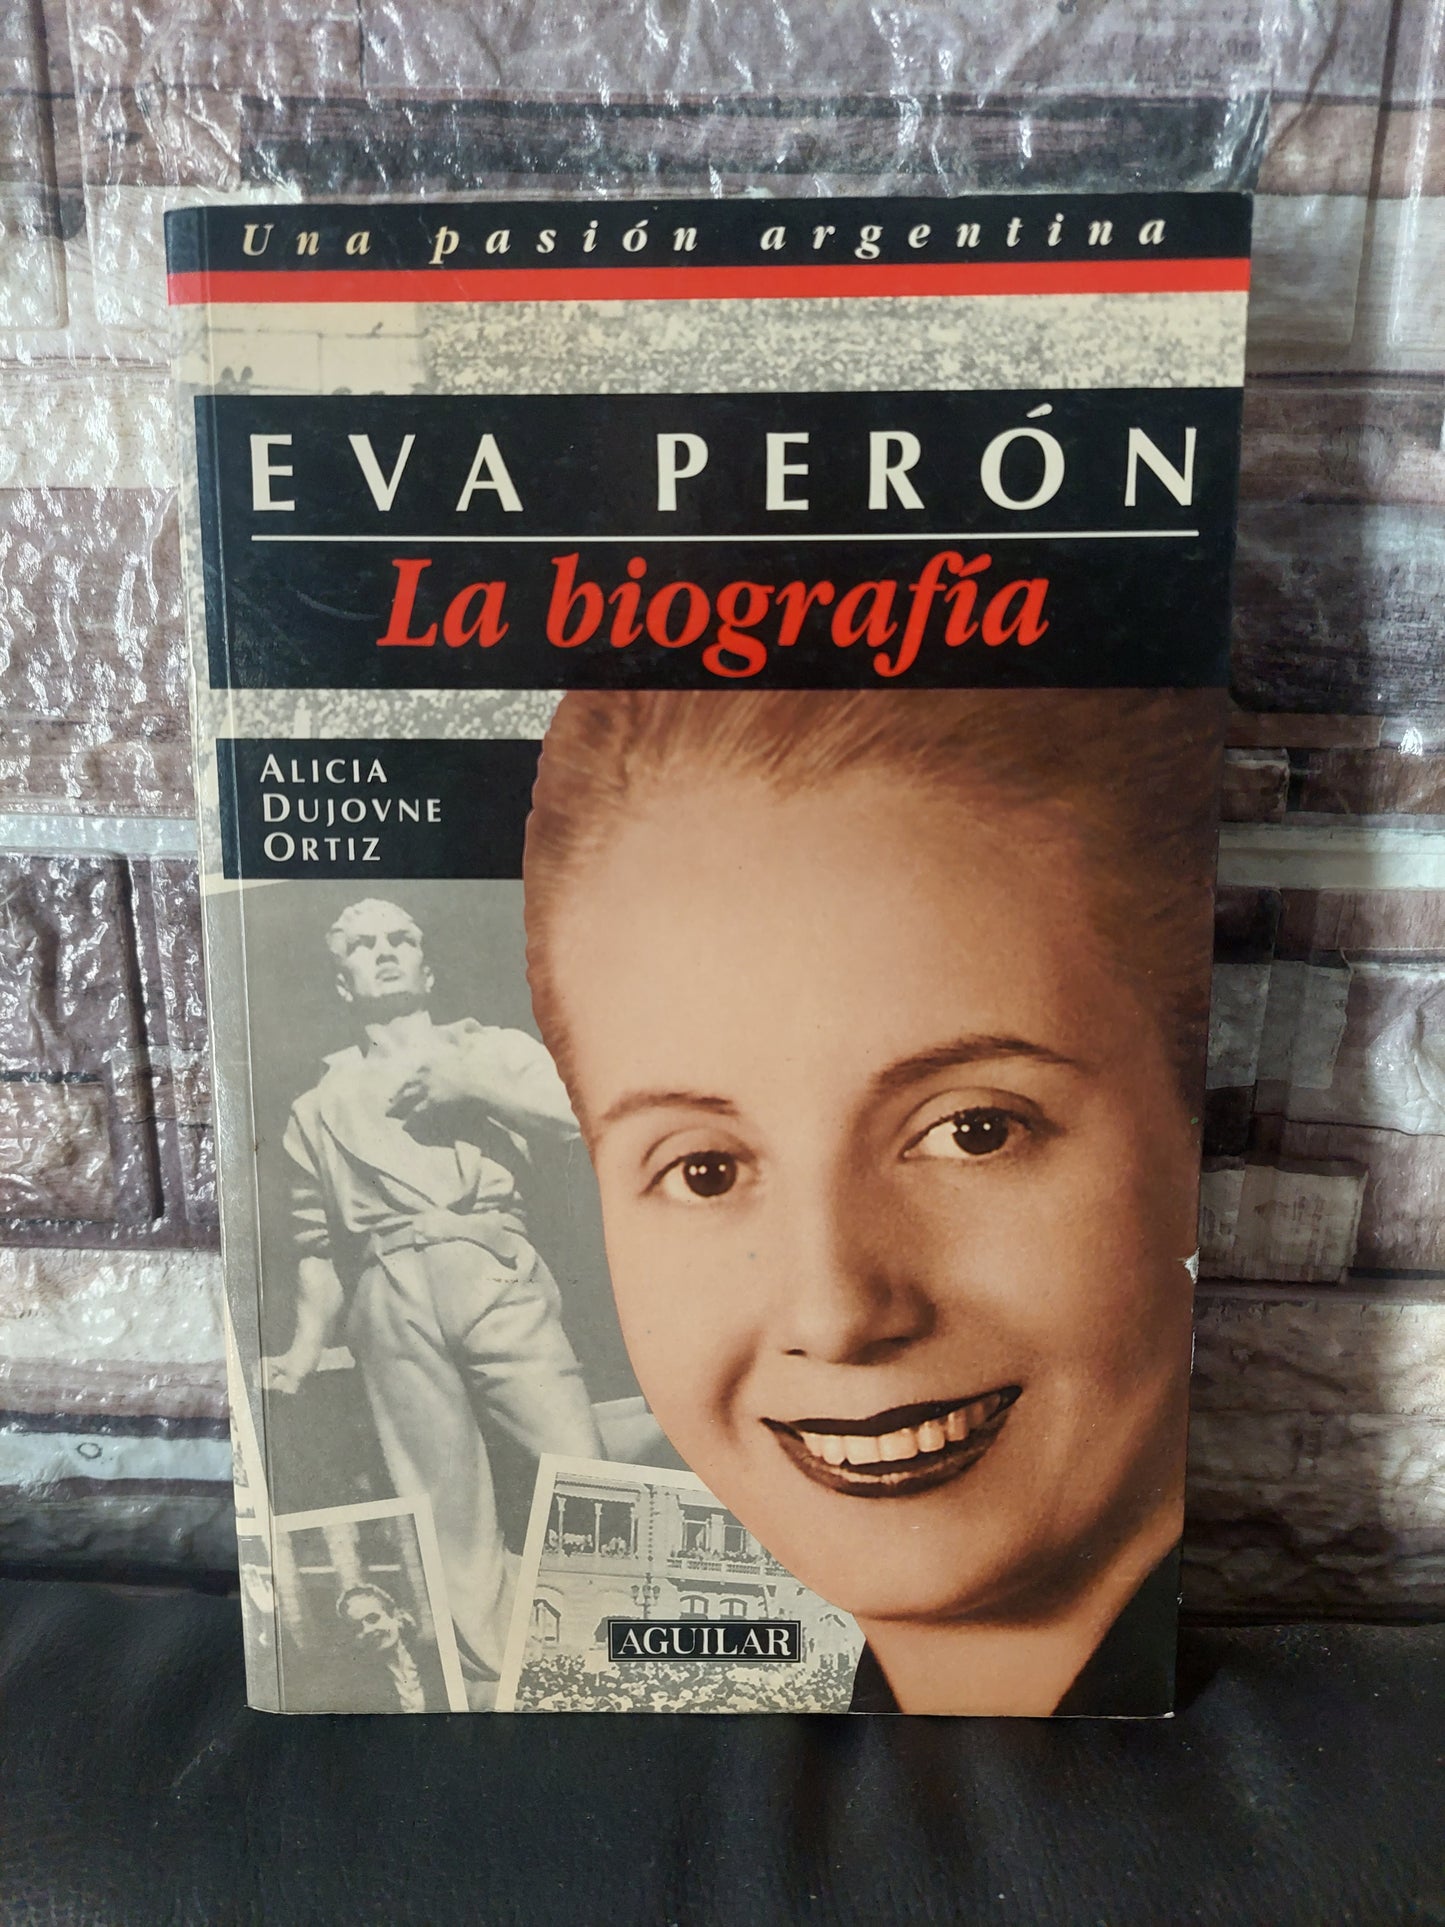 Una pasión argentina
EVA PERÓN
La biografía
ALICIA
DUJOVNE
ORTIZ
AGUILAR